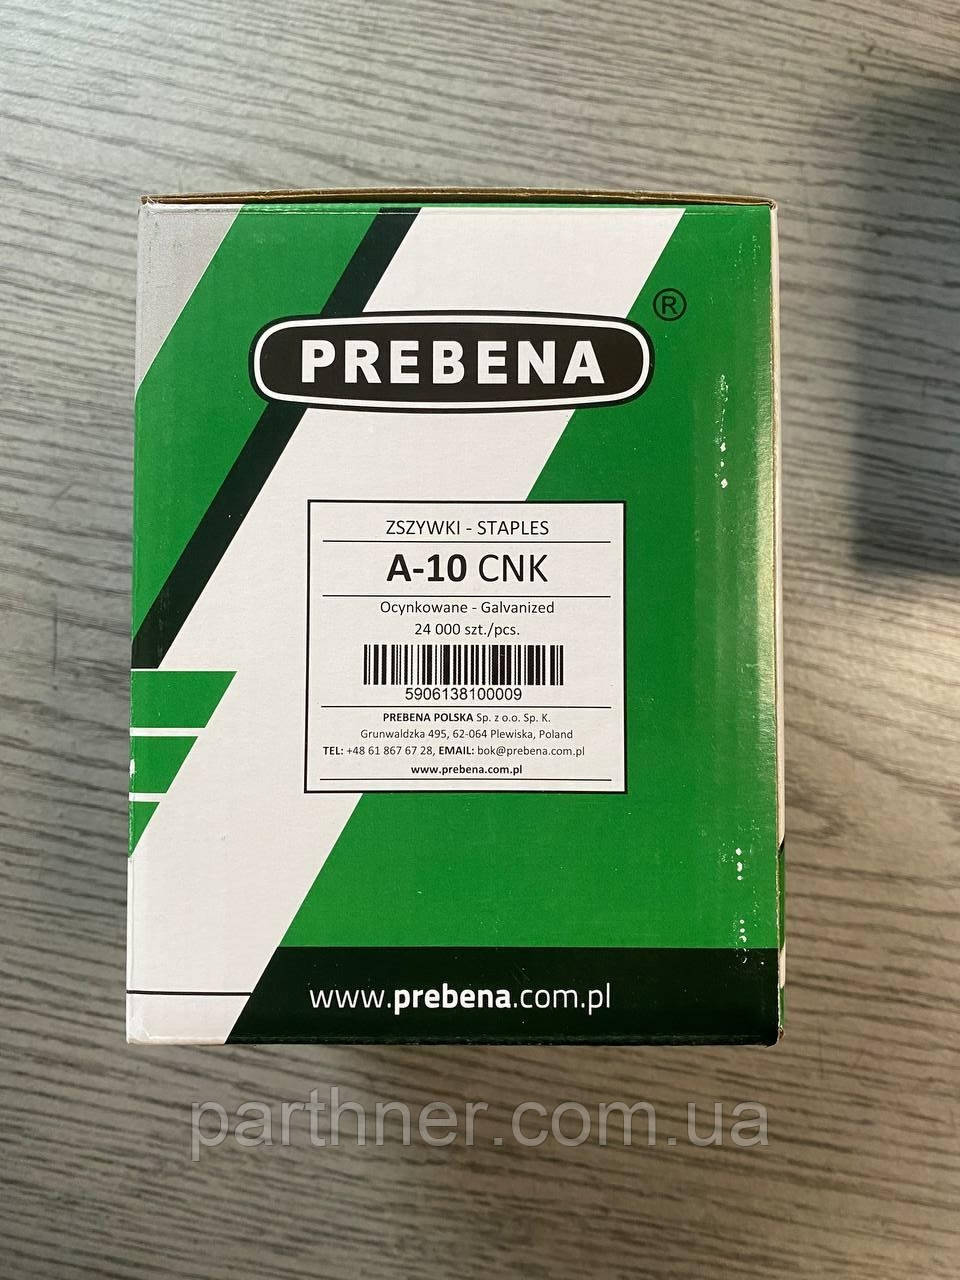 PREBENA
®
ZSZYWKI - STAPLES
A-10 CNK
Ocynkowane - Galvanized
24 000 szt./pcs.
5906138100009
PREBENA POLSKA Sp. z o.o. Sp. K.
Grunwaldzka 495, 62-064 Plewiska, Poland
TEL: +48 61 867 67 28, EMAIL: bok@prebena.com.pl
www.prebena.com.pl
www.prebena.com.pl
parthner.com.ua